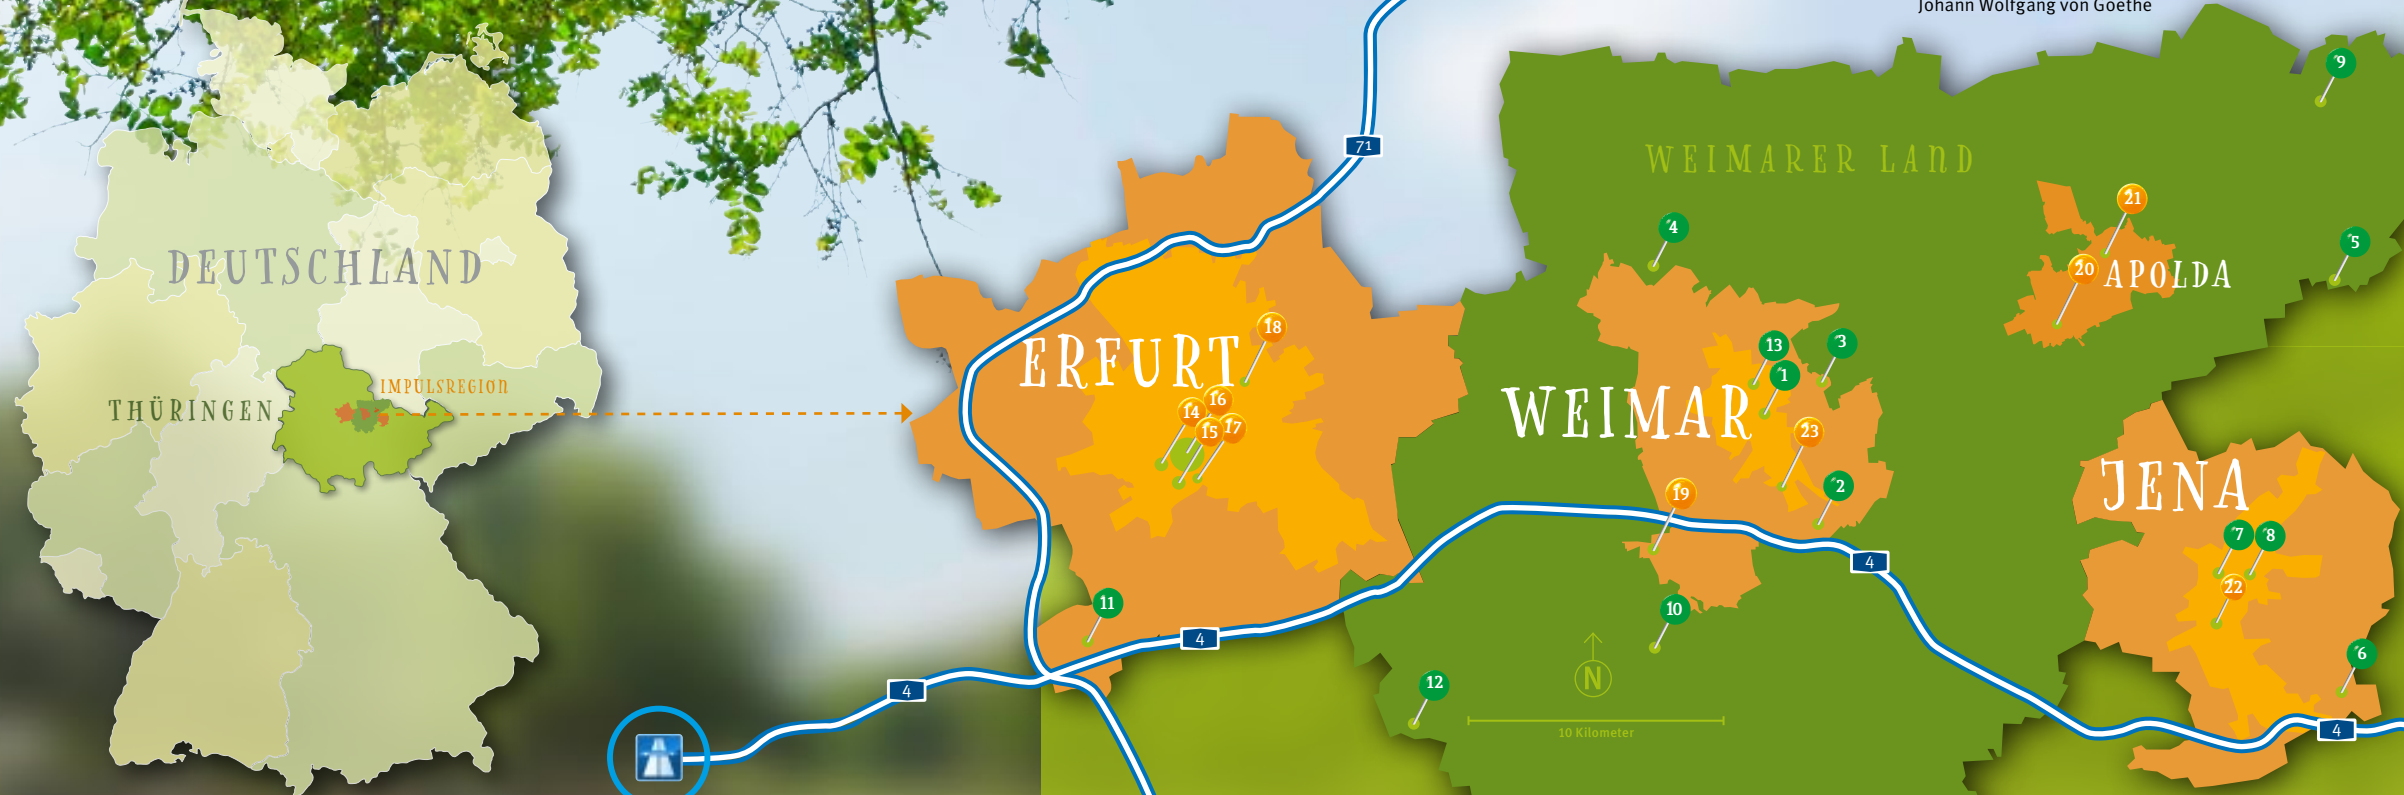 Johann Wolfgang von Goethe
9
71
WEIMARER LAND
21
4
5
DEUTSCHLAND
20
APOLDA
18
ERFURT
13
3
1
IMPULSREGION
THÜRINGEN
16
14
15
17
WEIMAR
23
JENA
19
2
7
8
4
22
11
10
4
6
N
12
4
4
10 Kilometer